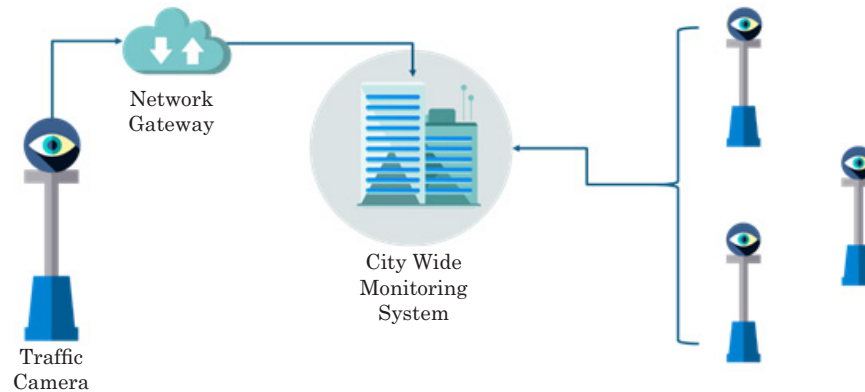 Network
Gateway
City Wide
Monitoring
System
Traffic
Camera